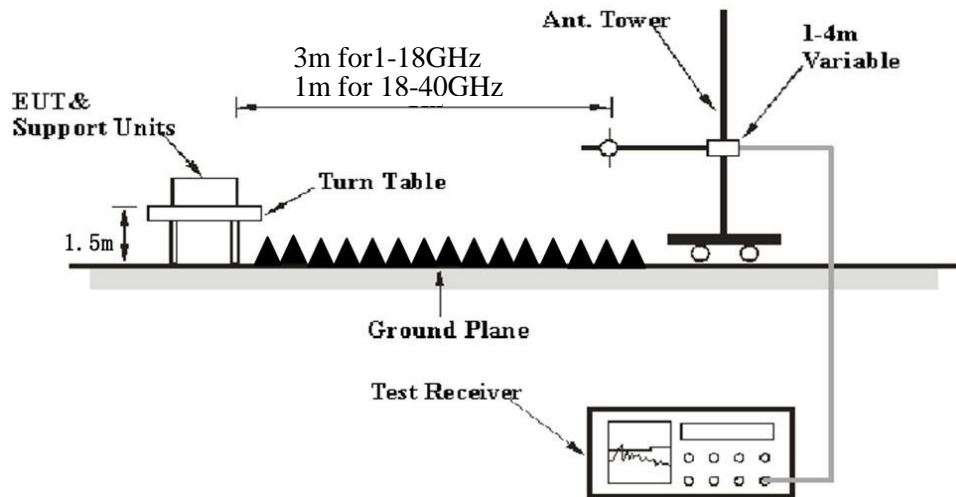 Ant. Tower
1-4m
Variable
3m for1-18GHz
1m for 18-40GHz
EUT&
Support Units
Turn Table
1.5m
Ground Plane
Test Receiver